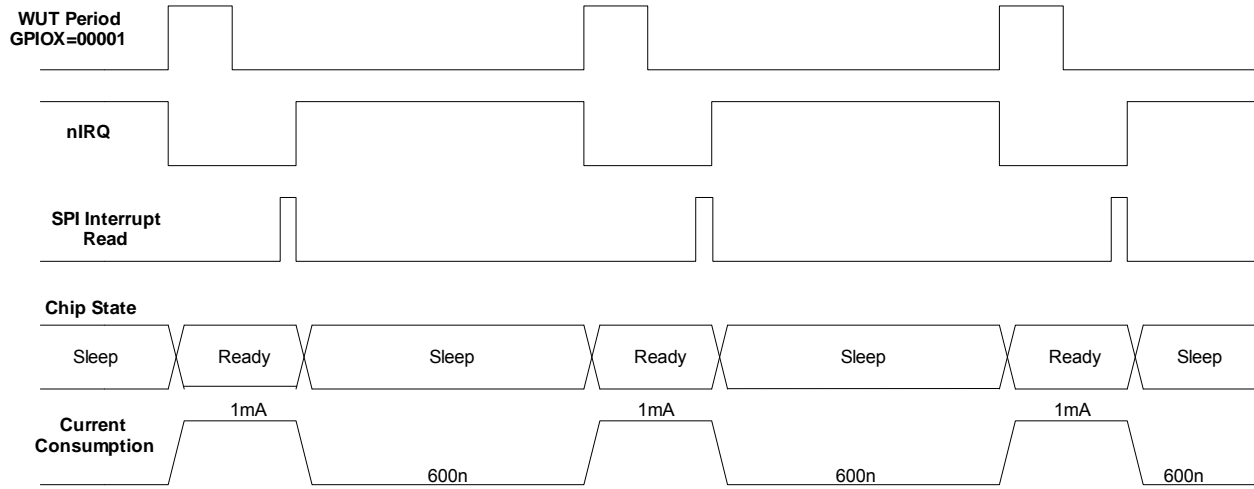 WUT Period
GPIOX=00001
nIRQ
SPI Interrupt
Read
Chip State
Sleep Ready Sleep Ready Sleep Ready Sleep
1mA 1mA 1mA
Current
Consumption
600n 600n 600n